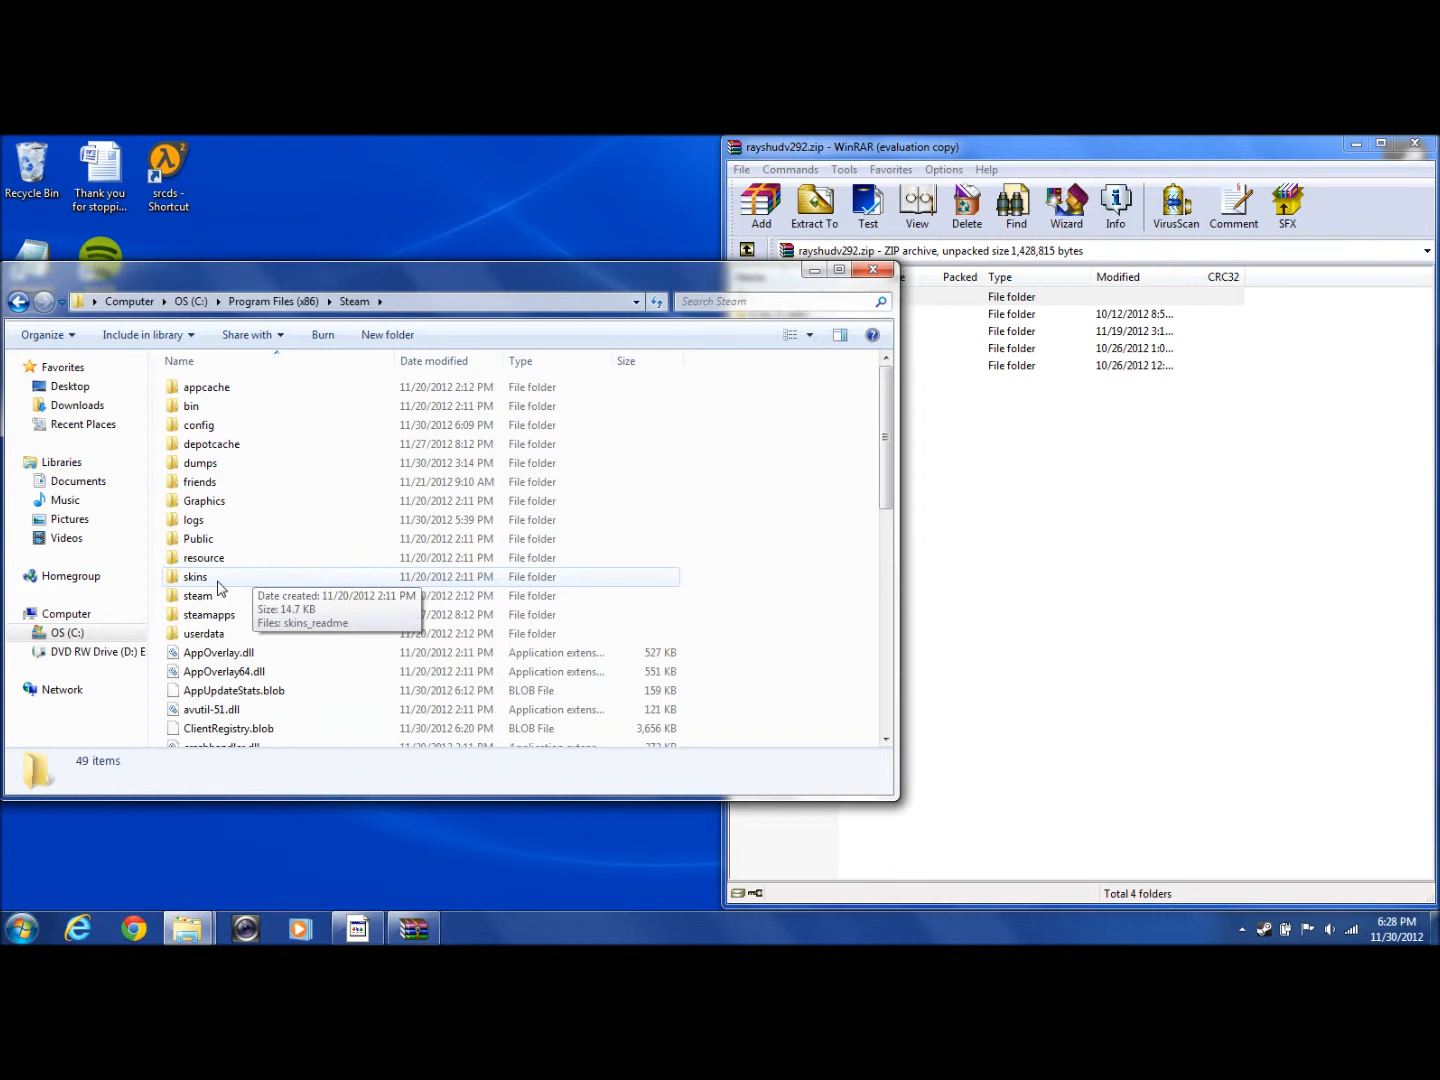 Recycle Bin
Thank you for stoppi...
srcds - Shortcut
rayshudv292.zip - WinRAR (evaluation copy)
File Commands Tools Favorites Options Help
Add Extract To Test View Delete Find Wizard Info VirusScan Comment SFX
rayshudv292.zip - ZIP archive, unpacked size 1,428,815 bytes
Packed Type Modified CRC32
File folder
File folder 10/12/2012 8:5...
File folder 11/19/2012 3:1...
File folder 10/26/2012 1:0...
File folder 10/26/2012 12:...
Total 4 folders
Computer OS (C:) Program Files (x86) Steam
Search Steam
Organize Include in library Share with Burn New folder
Favorites
Desktop
Downloads
Recent Places
Libraries
Documents
Music
Pictures
Videos
Homegroup
Computer
OS (C:)
DVD RW Drive (D:) E
Network
Name Date modified Type Size
appcache 11/20/2012 2:12 PM File folder
bin 11/20/2012 2:11 PM File folder
config 11/30/2012 6:09 PM File folder
depotcache 11/27/2012 8:12 PM File folder
dumps 11/30/2012 3:14 PM File folder
friends 11/21/2012 9:10 AM File folder
Graphics 11/20/2012 2:11 PM File folder
logs 11/30/2012 5:39 PM File folder
Public 11/20/2012 2:11 PM File folder
resource 11/20/2012 2:11 PM File folder
skins 11/20/2012 2:11 PM File folder
steam 2:12 PM File folder
steamapps 8:12 PM File folder
userdata 2:12 PM File folder
Date created: 11/20/2012 2:11 PM
Size: 14.7 KB
Files: skins_readme
AppOverlay.dll 11/20/2012 2:11 PM Application extens... 527 KB
AppOverlay64.dll 11/20/2012 2:11 PM Application extens... 551 KB
AppUpdateStats.blob 11/30/2012 6:12 PM BLOB File 159 KB
avutil-51.dll 11/20/2012 2:11 PM Application extens... 121 KB
ClientRegistry.blob 11/30/2012 6:20 PM BLOB File 3,656 KB
49 items
6:28 PM
11/30/2012